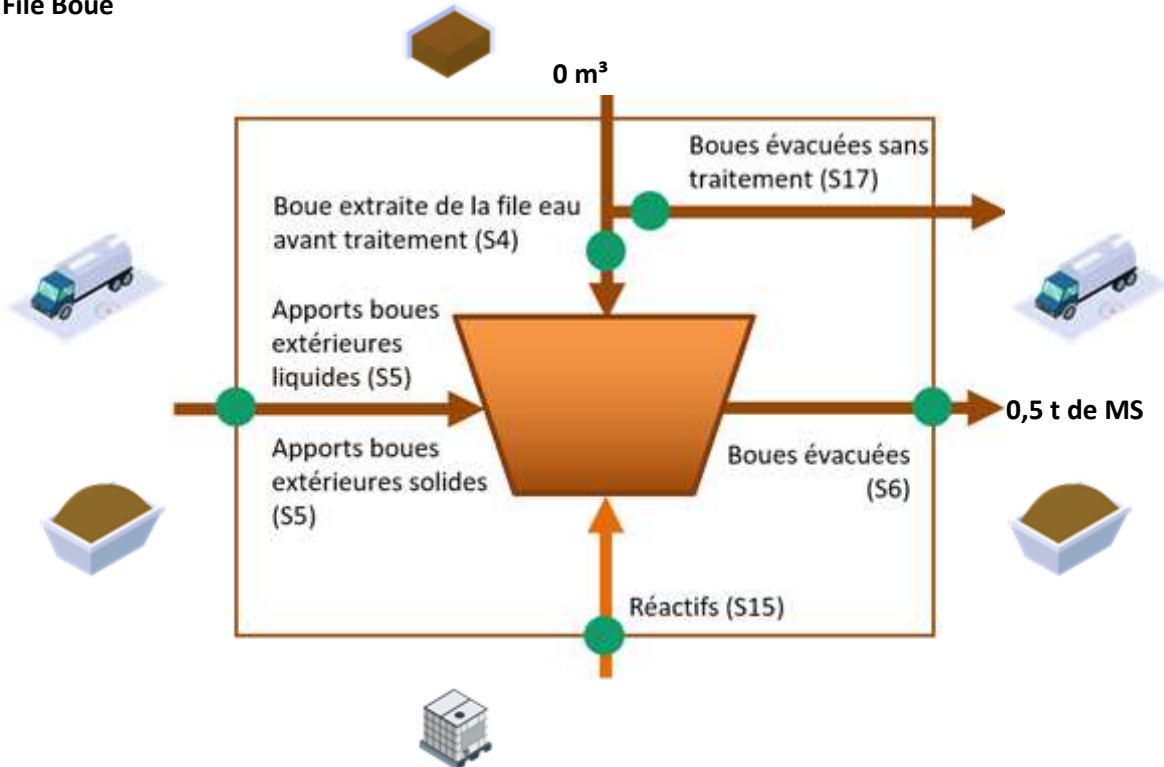 File Boue
0 m³
Boues évacuées sans
traitement (S17)
Boue extraite de la file eau
avant traitement (S4)
Apports boues
extérieures
liquides (S5)
0,5 t de MS
Apports boues
extérieures solides
(S5)
Boues évacuées
(S6)
Réactifs (S15)